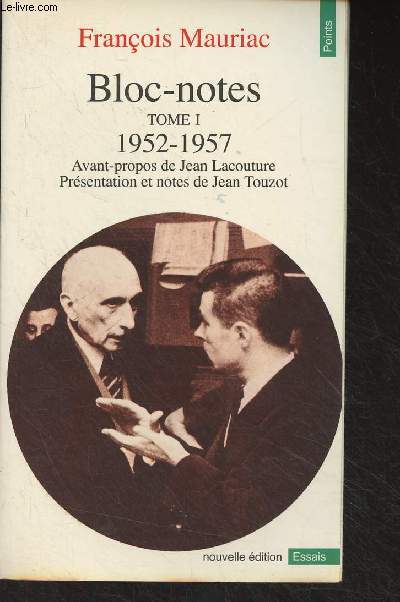 © Le-livre.com
François Mauriac
Points
Bloc-notes
TOME I
1952-1957
Avant-propos de Jean Lacouture
Présentation et notes de Jean Touzot
nouvelle édition
Essais